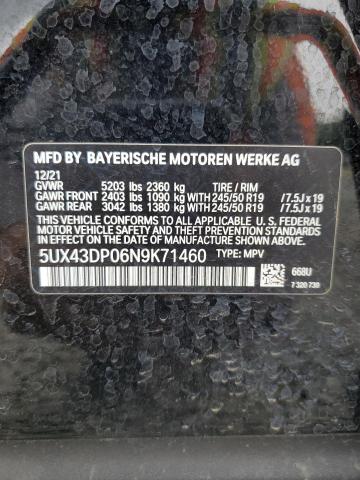 MFD BY BAYERISCHE MOTOREN WERKE AG
12/21
GVWR 5203 lbs 2360 kg TIRE / RIM
GAWR FRONT 2403 lbs 1090 kg WITH 245/50 R19 /7.5J x 19
GAWR REAR 3042 lbs 1380 kg WITH 245/50 R19 /7.5J x 19
THIS VEHICLE CONFORMS TO ALL APPLICABLE U. S. FEDERAL
MOTOR VEHICLE SAFETY, BUMPER, AND THEFT
PREVENTION STANDARDS IN EFFECT ON THE DATE OF
MANUFACTURE SHOWN ABOVE.
5UX43DP06N9K71460 TYPE: MPV
668U
7 320 730